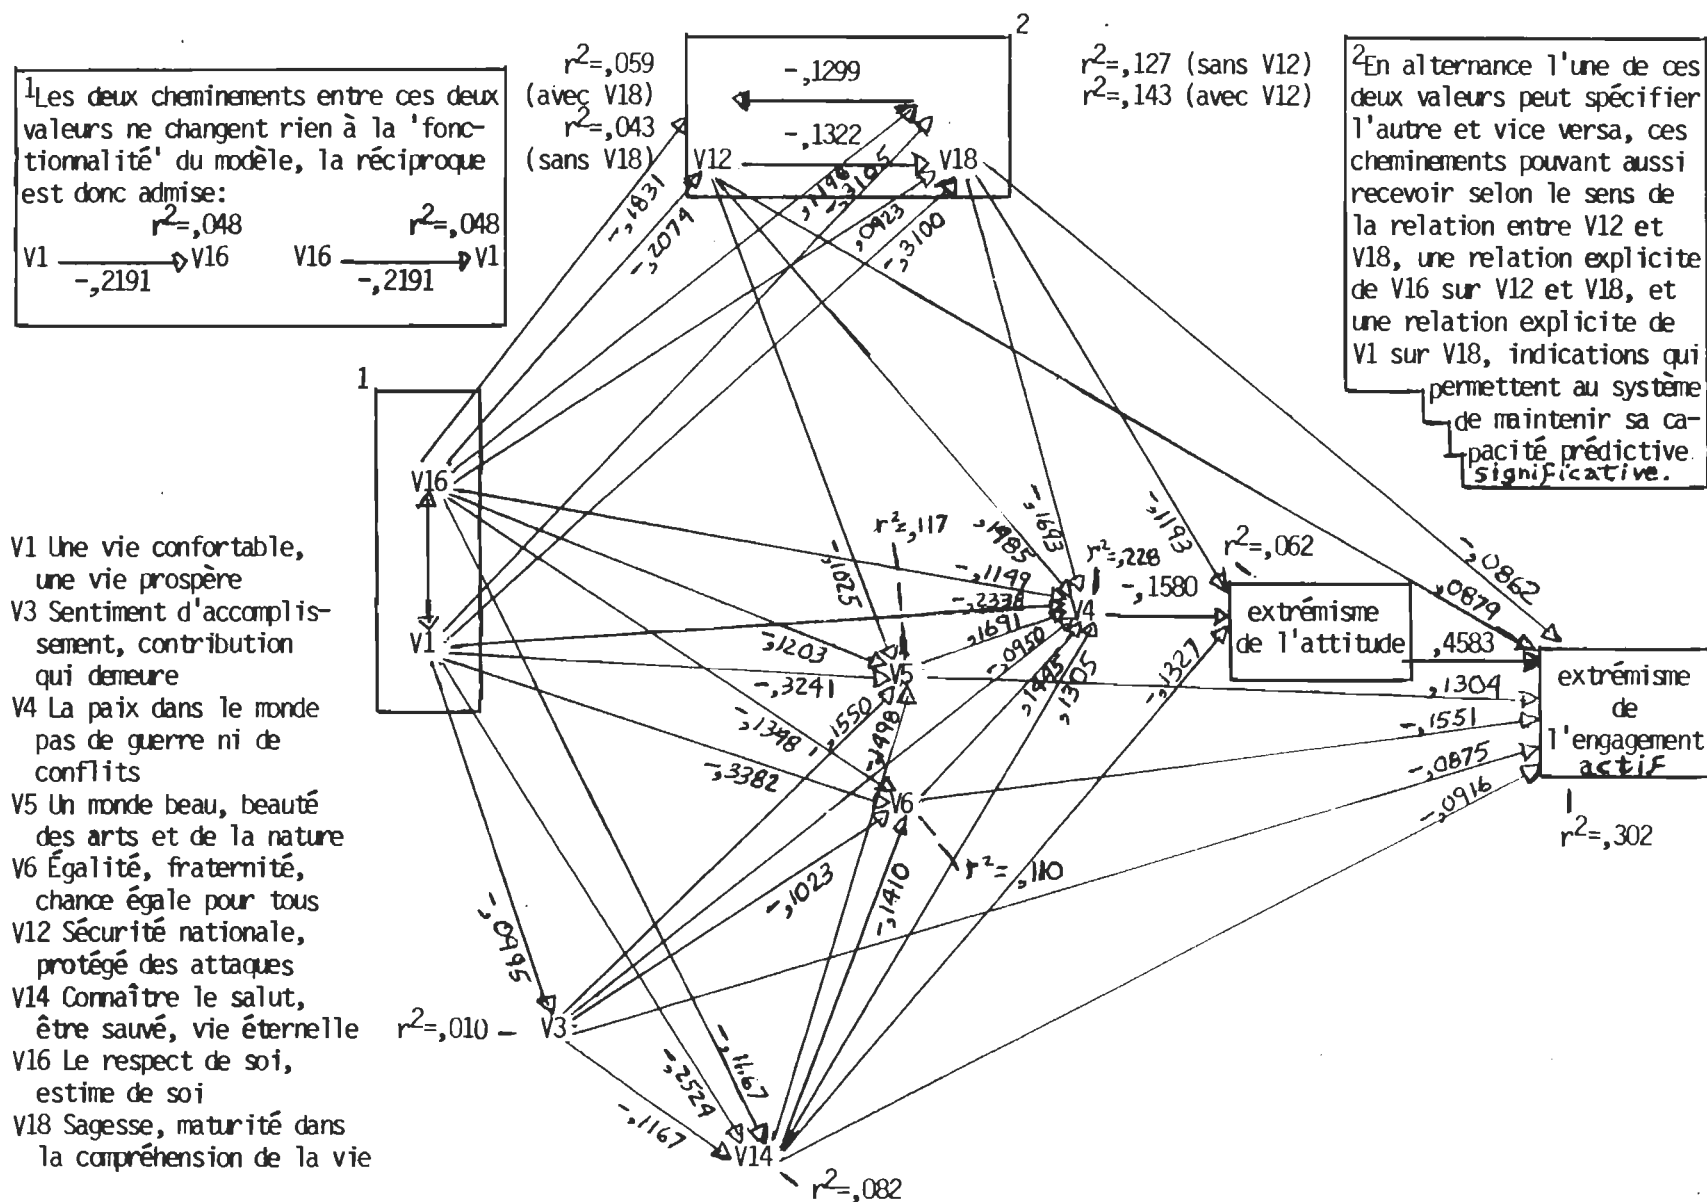 1Les deux cheminements entre ces deux
valeurs ne changent rien à la 'fonc-
tionnalité' du modèle, la réciproque
est donc admise:
r2=,048 r2=,048
V1 V16 V16 V1
-,2191 -,2191
r2=,059
(avec V18)
r2=,043
(sans V18)
2
-,1299
-,1322
V12 V18
r2=,127 (sans V12)
r2=,143 (avec V12)
2En alternance l'une de ces
deux valeurs peut spécifier
l'autre et vice versa, ces
cheminements pouvant aussi
recevoir selon le sens de
la relation entre V12 et
V18, une relation explicite
de V16 sur V12 et V18, et
une relation explicite de
V1 sur V18, indications qui
permettent au système
de maintenir sa ca-
pacité prédictive
significative.
-,1831
-,2074
,1198
-,3105
,0923
-,3100
1
V16
V1
r2=,117
-,1025
,1985
-,1693
-,1193
r2=,228
r2=,062
-,0862
,0879
-,1149
-,2338
,1691
-,0950
,1445
,1305
V4
-,1580
-,1327
extrémisme
de l'attitude
,4583
-,1203
-,3241
V5
,1304
-,1551
-,0875
-,0916
extrémisme
de
l'engagement
actif
r2=,302
-,1348
,1550
-,1498
-,3382
V6
r2=,110
-,1023
-,1410
-,0995
r2=,010
V3
-,1167
-,2524
-,1167
V14
r2=,082
V1 Une vie confortable,
une vie prospère
V3 Sentiment d'accomplis-
sement, contribution
qui demeure
V4 La paix dans le monde
pas de guerre ni de
conflits
V5 Un monde beau, beauté
des arts et de la nature
V6 Égalité, fraternité,
chance égale pour tous
V12 Sécurité nationale,
protégé des attaques
V14 Connaître le salut,
être sauvé, vie éternelle
V16 Le respect de soi,
estime de soi
V18 Sagesse, maturité dans
la compréhension de la vie